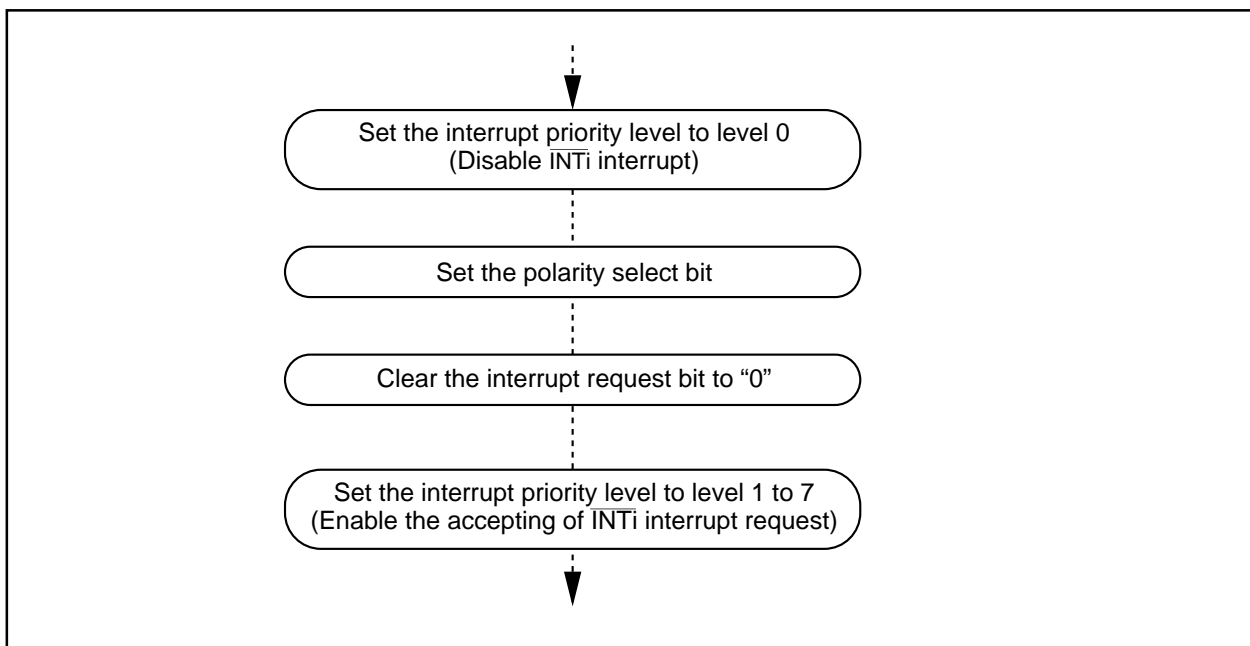 Set the interrupt priority level to level 0
(Disable INTi interrupt)
Set the polarity select bit
Clear the interrupt request bit to “0”
Set the interrupt priority level to level 1 to 7
(Enable the accepting of INTi interrupt request)